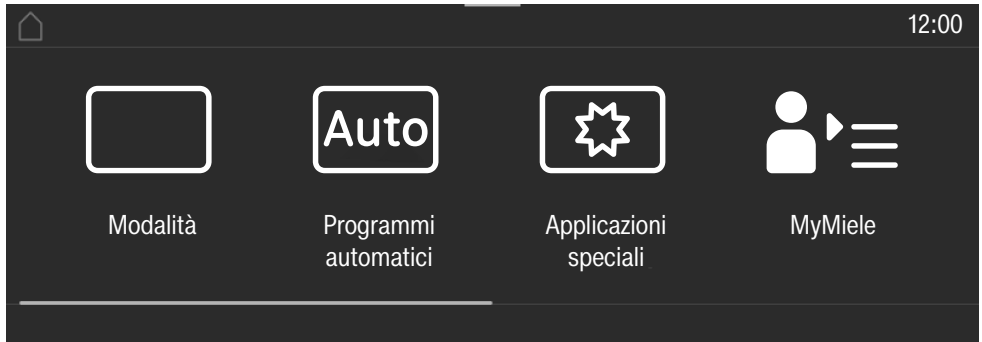 12:00
Auto
Modalità
Programmi
automatici
Applicazioni
speciali
MyMiele